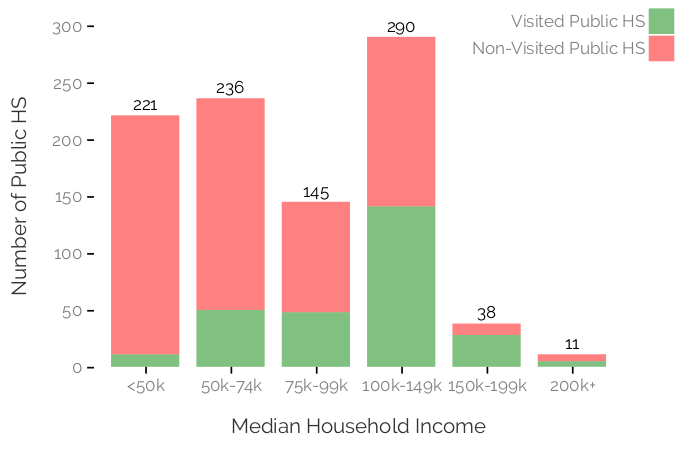 Visited Public HS
Non-Visited Public HS
Number of Public HS
300
250
200
150
100
50
0
221
236
145
290
38
11
<50k
50k-74k
75k-99k
100k-149k
150k-199k
200k+
Median Household Income